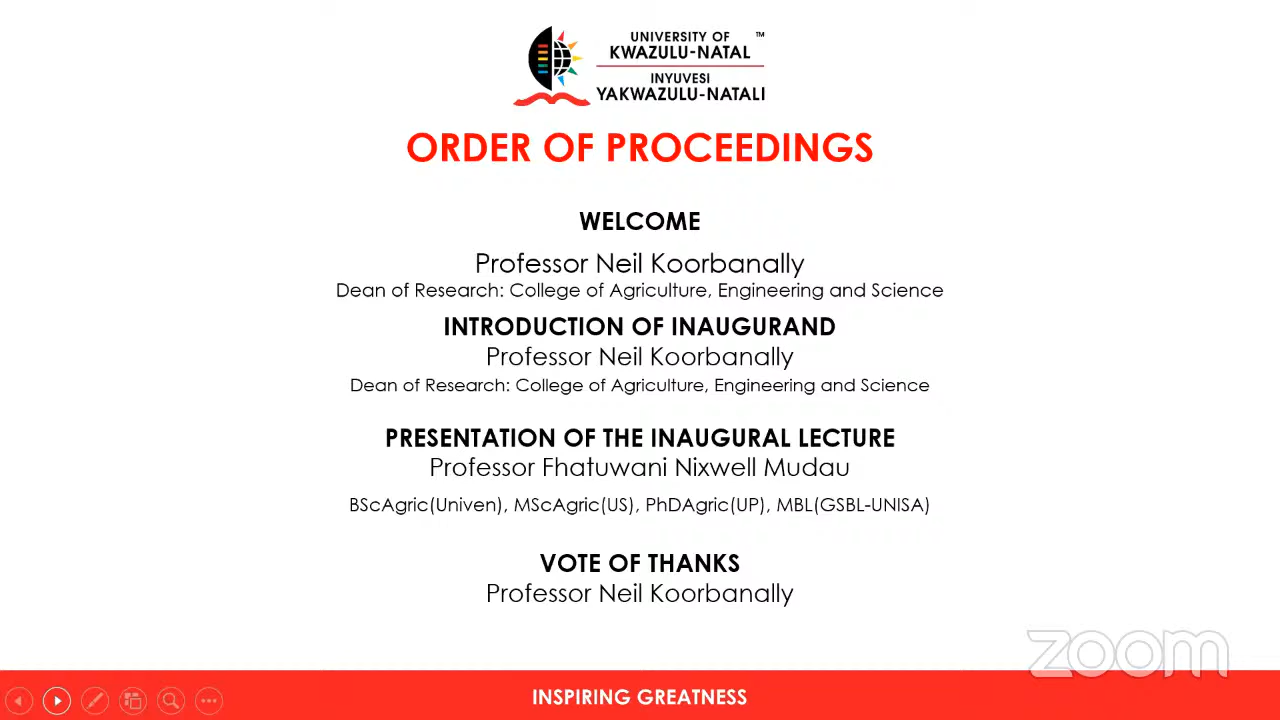 UNIVERSITY OF ™
KWAZULU-NATAL
INYUVESI
YAKWAZULU-NATALI
ORDER OF PROCEEDINGS
WELCOME
Professor Neil Koorbanally
Dean of Research: College of Agriculture, Engineering and Science
INTRODUCTION OF INAUGURAND
Professor Neil Koorbanally
Dean of Research: College of Agriculture, Engineering and Science
PRESENTATION OF THE INAUGURAL LECTURE
Professor Fhatuwani Nixwell Mudau
BScAgric(Univen), MScAgric(US), PhDAgric(UP), MBL(GSBL-UNISA)
VOTE OF THANKS
Professor Neil Koorbanally
zoom
INSPIRING GREATNESS